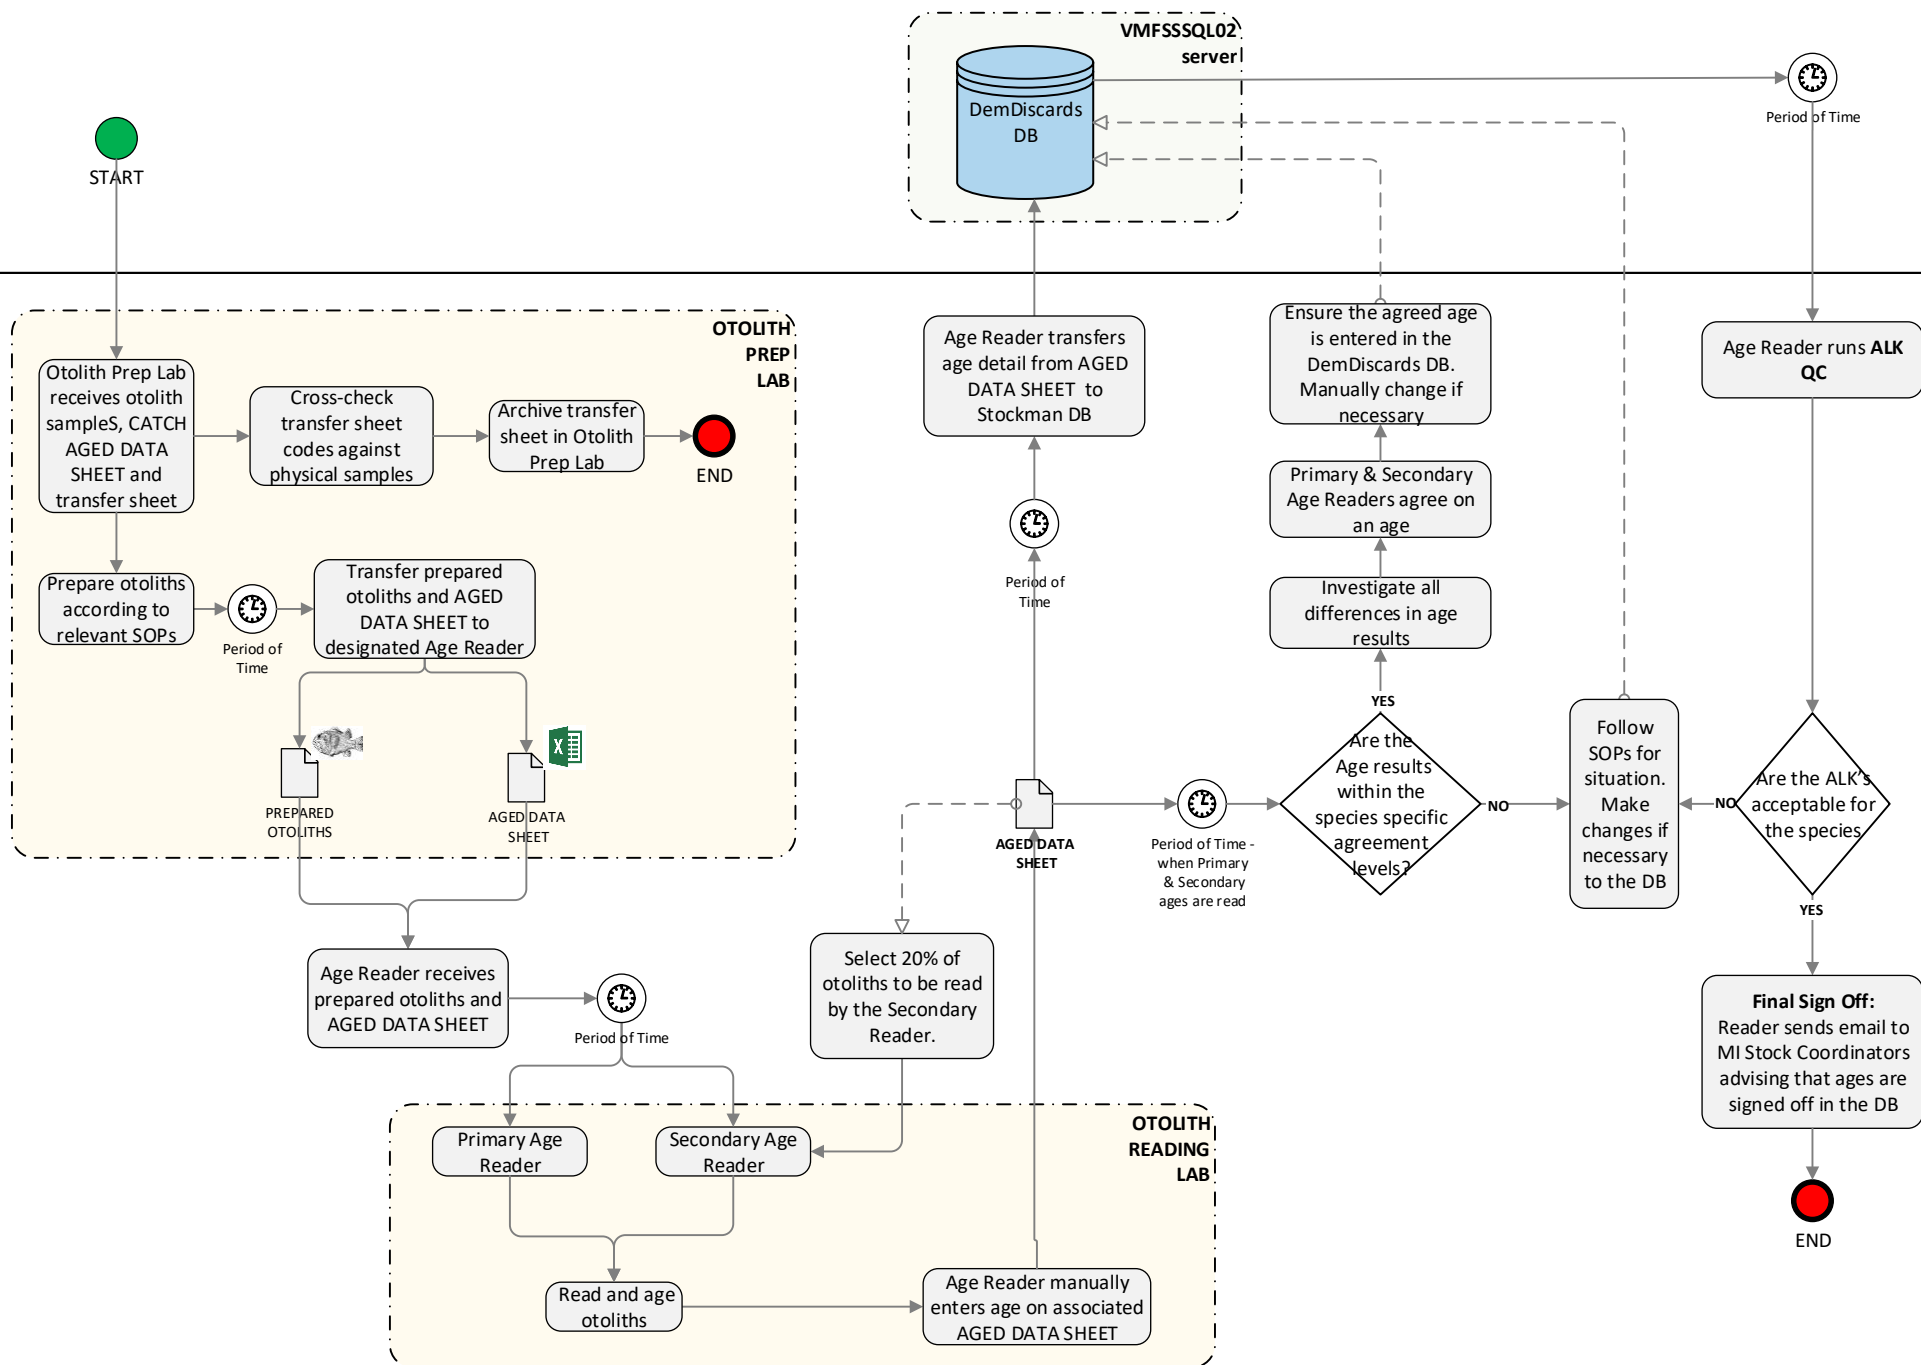 VMFSSSQL02
server
DemDiscards
DB
Period of Time
START
OTOLITH
PREP
LAB
Otolith Prep Lab
receives otolith
sampleS, CATCH
AGED DATA
SHEET and
transfer sheet
Cross-check
transfer sheet
codes against
physical samples
Archive transfer
sheet in Otolith
Prep Lab
END
Prepare otoliths
according to
relevant SOPs
Period of
Time
Transfer prepared
otoliths and AGED
DATA SHEET to
designated Age Reader
PREPARED
OTOLITHS
AGED DATA
SHEET
Age Reader receives
prepared otoliths and
AGED DATA SHEET
Period of Time
OTOLITH
READING
LAB
Primary Age
Reader
Secondary Age
Reader
Read and age
otoliths
Age Reader manually
enters age on associated
AGED DATA SHEET
Select 20% of
otoliths to be read
by the Secondary
Reader.
AGED DATA
SHEET
Period of
Time
Age Reader transfers
age detail from AGED
DATA SHEET to
Stockman DB
Period of Time -
when Primary
& Secondary
ages are read
Are the
Age results
within the
species specific
agreement
levels?
YES
NO
Investigate all
differences in age
results
Primary & Secondary
Age Readers agree on
an age
Ensure the agreed age
is entered in the
DemDiscards DB.
Manually change if
necessary
Follow
SOPs for
situation.
Make
changes if
necessary
to the DB
Age Reader runs ALK
QC
Are the ALK's
acceptable for
the species
NO
YES
Final Sign Off:
Reader sends email to
MI Stock Coordinators
advising that ages are
signed off in the DB
END